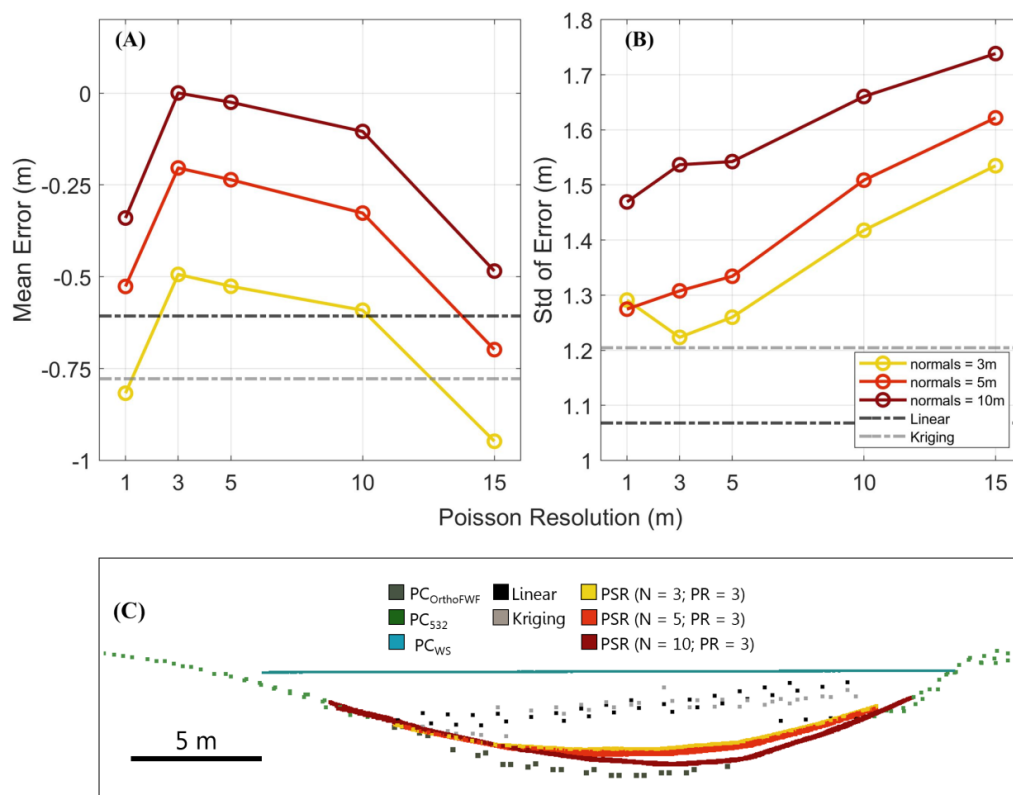 (A)
0
-0.25
-0.5
-0.75
-1
Mean Error (m)
1 3 5 10 15
(B)
1.8
1.7
1.6
1.5
1.4
1.3
1.2
1.1
1
Std of Error (m)
normals = 3m
normals = 5m
normals = 10m
Linear
Kriging
1 3 5 10 15
Poisson Resolution (m)
(C)
PC_OrthoFWF Linear PSR (N = 3; PR = 3)
PC_532 Kriging PSR (N = 5; PR = 3)
PC_WS PSR (N = 10; PR = 3)
5 m